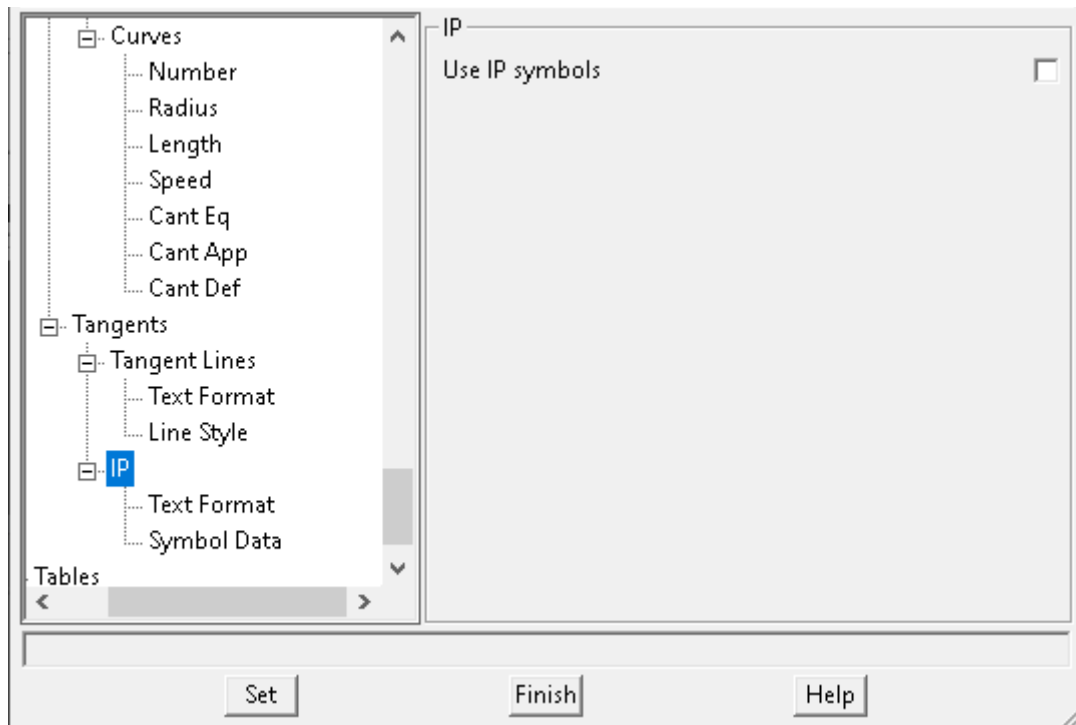 Curves
Number
Radius
Length
Speed
Cant Eq
Cant App
Cant Def
Tangents
Tangent Lines
Text Format
Line Style
IP
Text Format
Symbol Data
Tables
IP
Use IP symbols
Set
Finish
Help